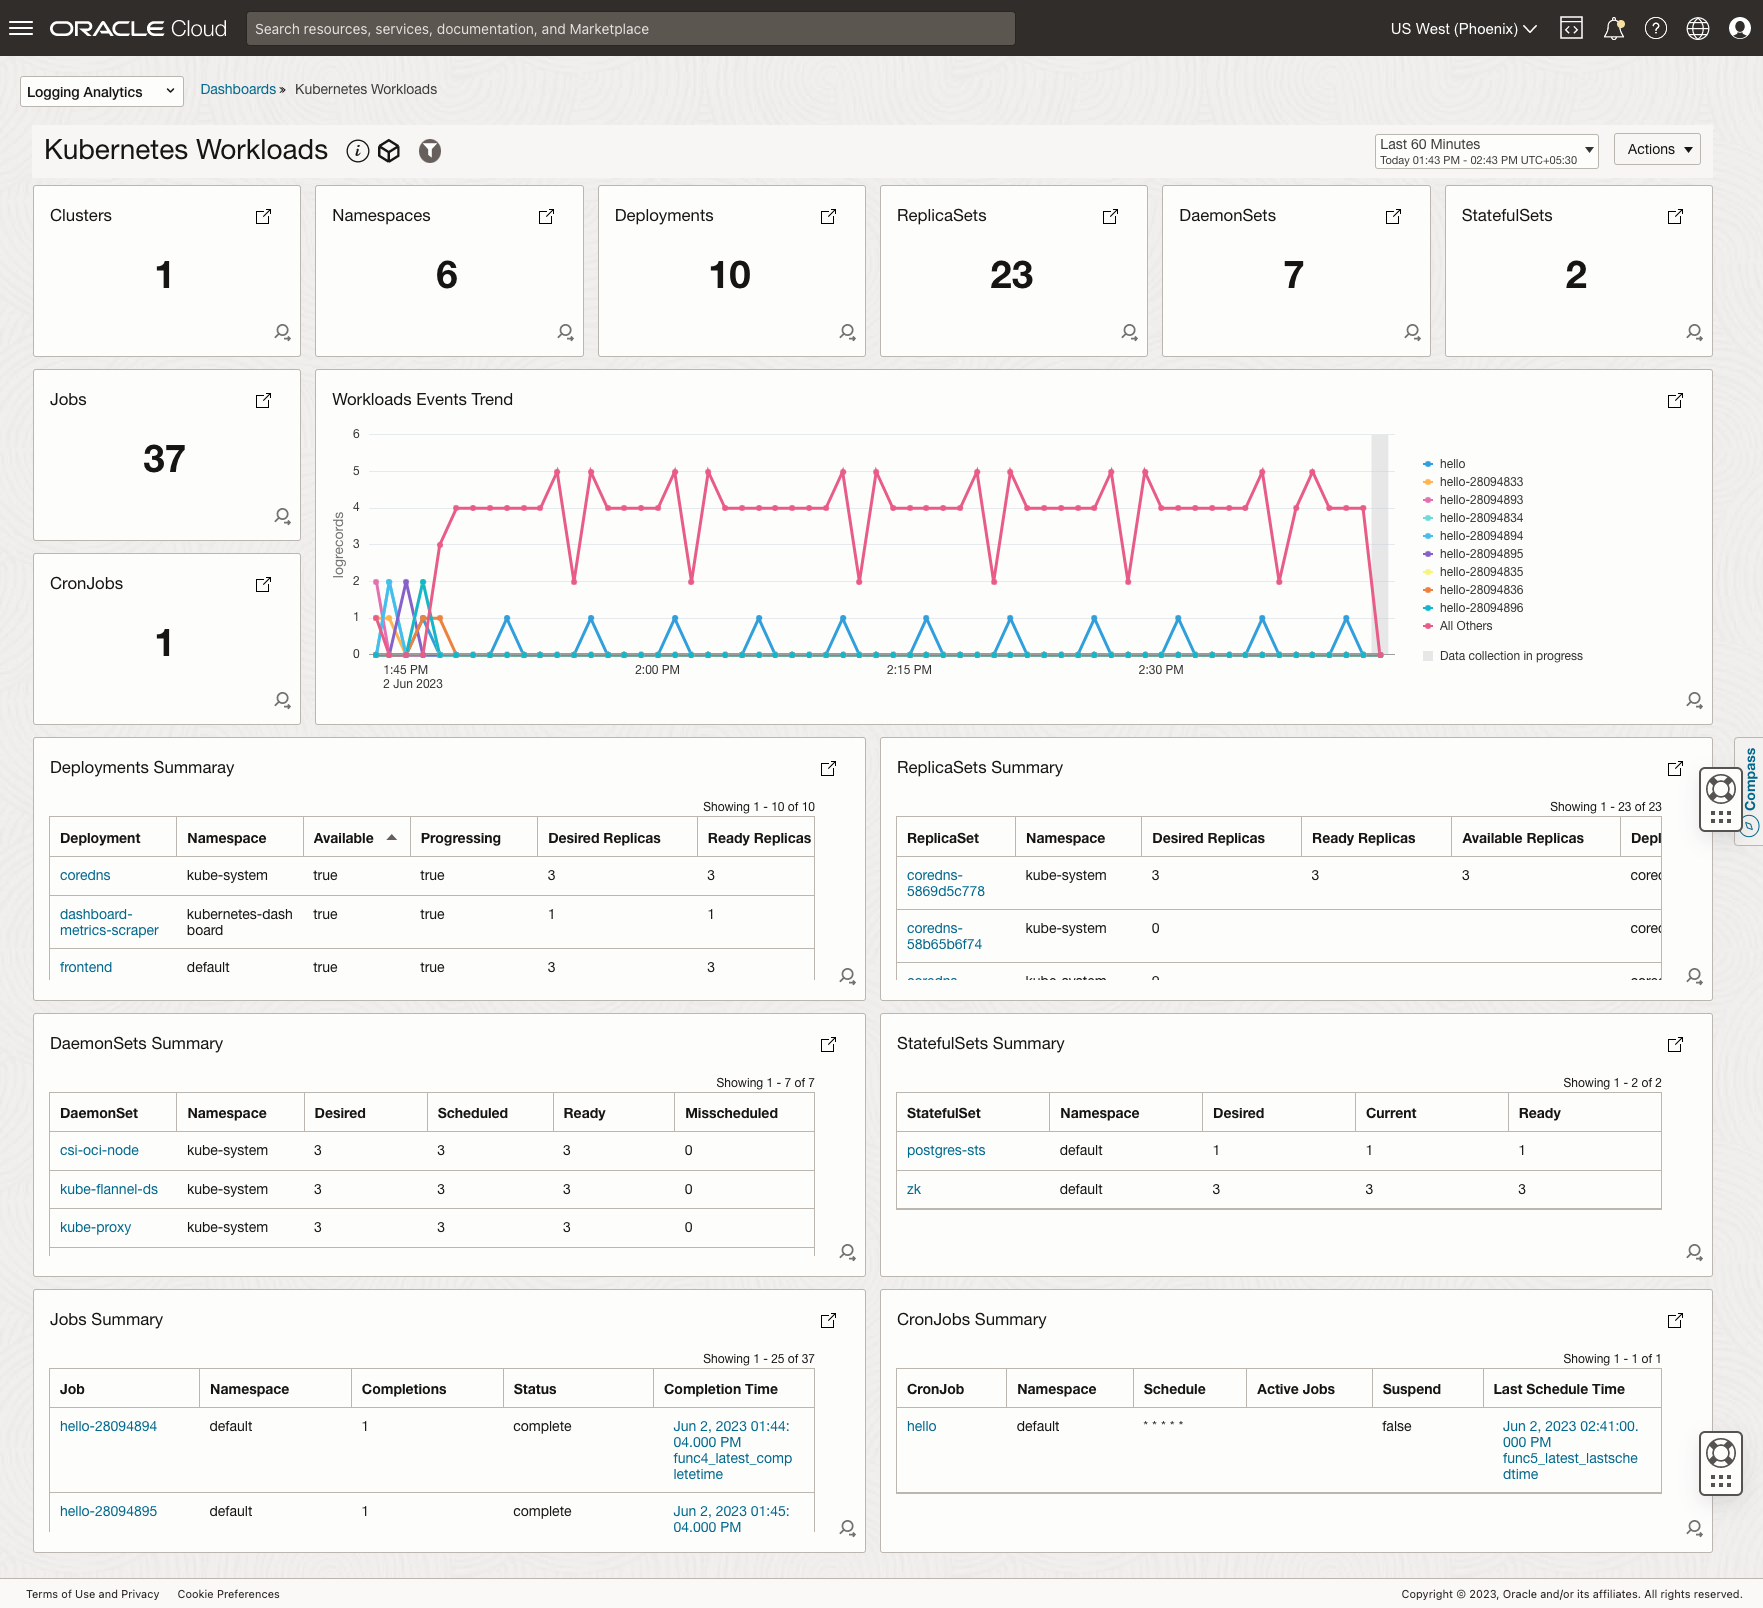 ORACLE Cloud
Search resources, services, documentation, and Marketplace
US West (Phoenix)
Logging Analytics
Dashboards » Kubernetes Workloads
Kubernetes Workloads
Last 60 Minutes
Today 01:43 PM - 02:43 PM UTC+05:30
Actions
Clusters
1
Namespaces
6
Deployments
10
ReplicaSets
23
DaemonSets
7
StatefulSets
2
Jobs
37
CronJobs
1
Workloads Events Trend
logrecords
6
5
4
3
2
1
0
1:45 PM
2 Jun 2023
2:00 PM
2:15 PM
2:30 PM
hello
hello-28094833
hello-28094893
hello-28094834
hello-28094894
hello-28094895
hello-28094835
hello-28094836
hello-28094896
All Others
Data collection in progress
Deployments Summaray
Showing 1 - 10 of 10
Deployment Namespace Available Progressing Desired Replicas Ready Replicas
coredns kube-system true true 3 3
dashboard-metrics-scraper kubernetes-dashboard true true 1 1
frontend default true true 3 3
ReplicaSets Summary
Showing 1 - 23 of 23
ReplicaSet Namespace Desired Replicas Ready Replicas Available Replicas Depl
coredns-5869d5c778 kube-system 3 3 3 core
coredns-58b65b6f74 kube-system 0 core
Compass
DaemonSets Summary
Showing 1 - 7 of 7
DaemonSet Namespace Desired Scheduled Ready Misscheduled
csi-oci-node kube-system 3 3 3 0
kube-flannel-ds kube-system 3 3 3 0
kube-proxy kube-system 3 3 3 0
StatefulSets Summary
Showing 1 - 2 of 2
StatefulSet Namespace Desired Current Ready
postgres-sts default 1 1 1
zk default 3 3 3
Jobs Summary
Showing 1 - 25 of 37
Job Namespace Completions Status Completion Time
hello-28094894 default 1 complete Jun 2, 2023 01:44:
04.000 PM
func4_latest_comp
letetime
hello-28094895 default 1 complete Jun 2, 2023 01:45:
04.000 PM
CronJobs Summary
Showing 1 - 1 of 1
CronJob Namespace Schedule Active Jobs Suspend Last Schedule Time
hello default * * * * * false Jun 2, 2023 02:41:00.
000 PM
func5_latest_lastsche
dtime
Terms of Use and Privacy Cookie Preferences
Copyright © 2023, Oracle and/or its affiliates. All rights reserved.